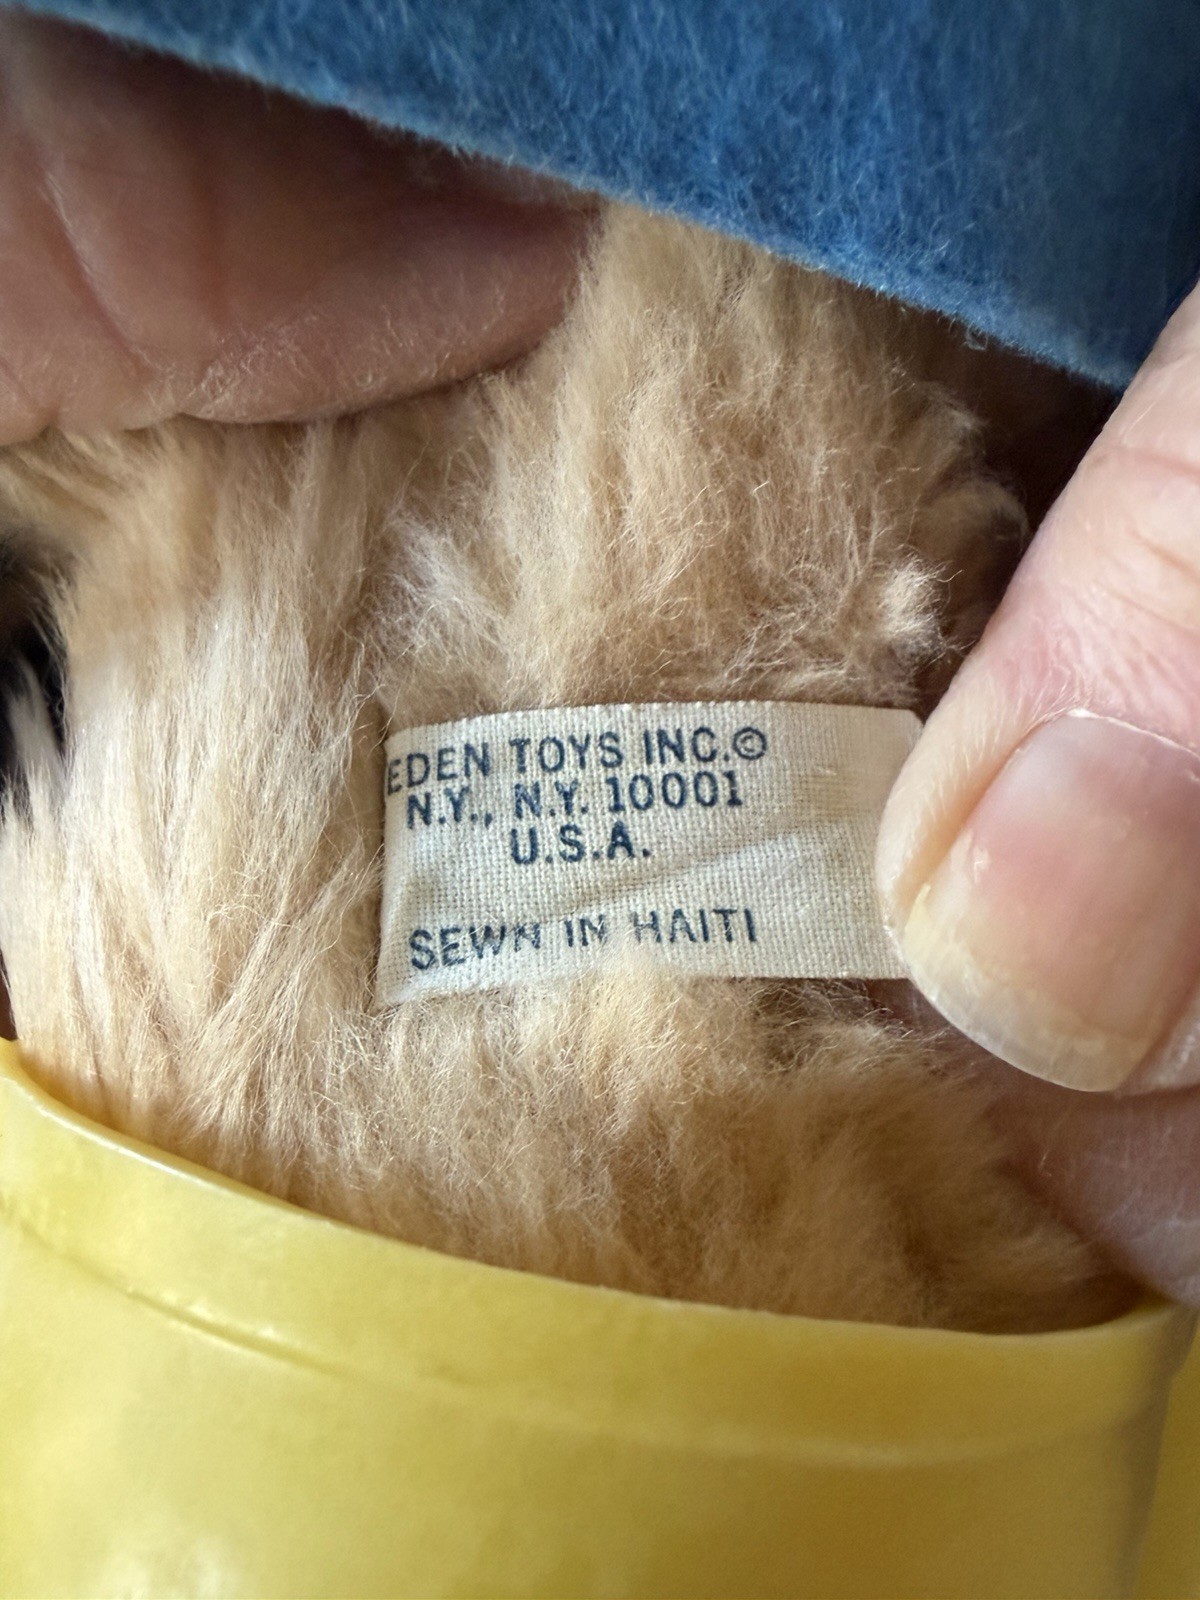 EDEN TOYS INC.©
N.Y., N.Y. 10001
U.S.A.
SEWN IN HAITI